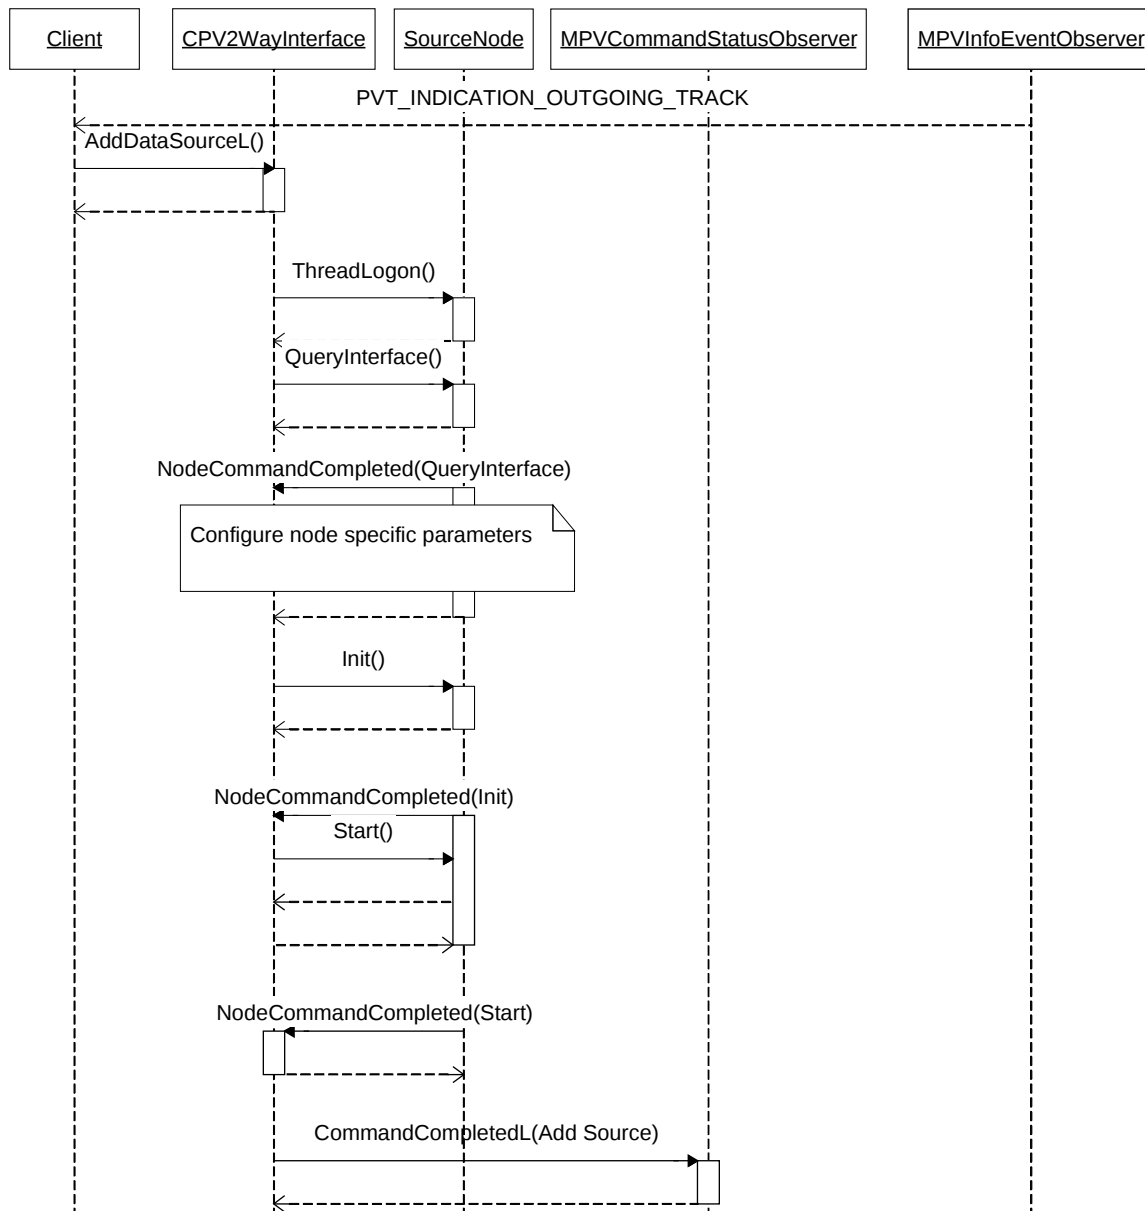 Client
CPV2WayInterface
SourceNode
MPVCommandStatusObserver
MPVInfoEventObserver
PVT_INDICATION_OUTGOING_TRACK
AddDataSourceL()
ThreadLogon()
QueryInterface()
NodeCommandCompleted(QueryInterface)
Configure node specific parameters
Init()
NodeCommandCompleted(Init)
Start()
NodeCommandCompleted(Start)
CommandCompletedL(Add Source)